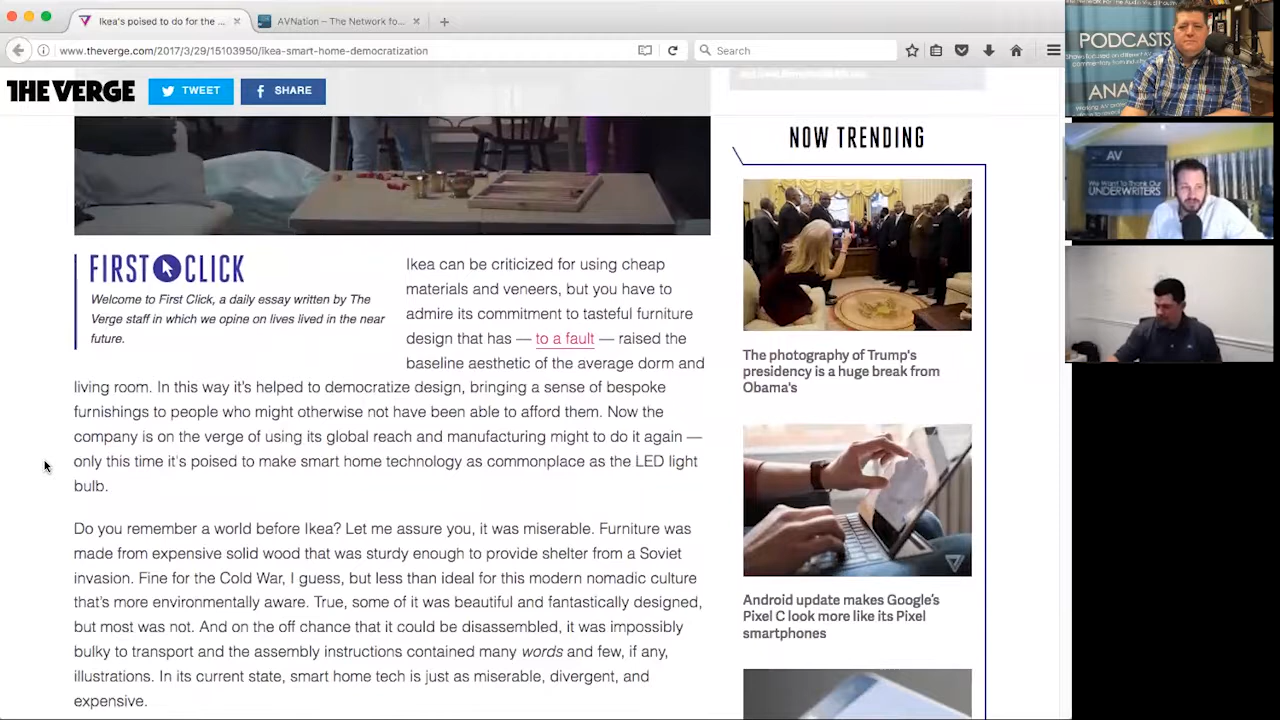 Ikea's poised to do for the ...
AVNation – The Network fo...
www.theverge.com/2017/3/29/15103950/ikea-smart-home-democratization
Search
THE VERGE
TWEET
SHARE
FIRST CLICK
Welcome to First Click, a daily essay written by The
Verge staff in which we opine on lives lived in the near
future.
Ikea can be criticized for using cheap
materials and veneers, but you have to
admire its commitment to tasteful furniture
design that has — to a fault — raised the
baseline aesthetic of the average dorm and
living room. In this way it's helped to democratize design, bringing a sense of bespoke
furnishings to people who might otherwise not have been able to afford them. Now the
company is on the verge of using its global reach and manufacturing might to do it again —
only this time it's poised to make smart home technology as commonplace as the LED light
bulb.
Do you remember a world before Ikea? Let me assure you, it was miserable. Furniture was
made from expensive solid wood that was sturdy enough to provide shelter from a Soviet
invasion. Fine for the Cold War, I guess, but less than ideal for this modern nomadic culture
that's more environmentally aware. True, some of it was beautiful and fantastically designed,
but most was not. And on the off chance that it could be disassembled, it was impossibly
bulky to transport and the assembly instructions contained many words and few, if any,
illustrations. In its current state, smart home tech is just as miserable, divergent, and
expensive.
NOW TRENDING
The photography of Trump's
presidency is a huge break from
Obama's
Android update makes Google's
Pixel C look more like its Pixel
smartphones
PODCASTS
ANA
AV
We Want To Thank Our
UNDERWRITERS